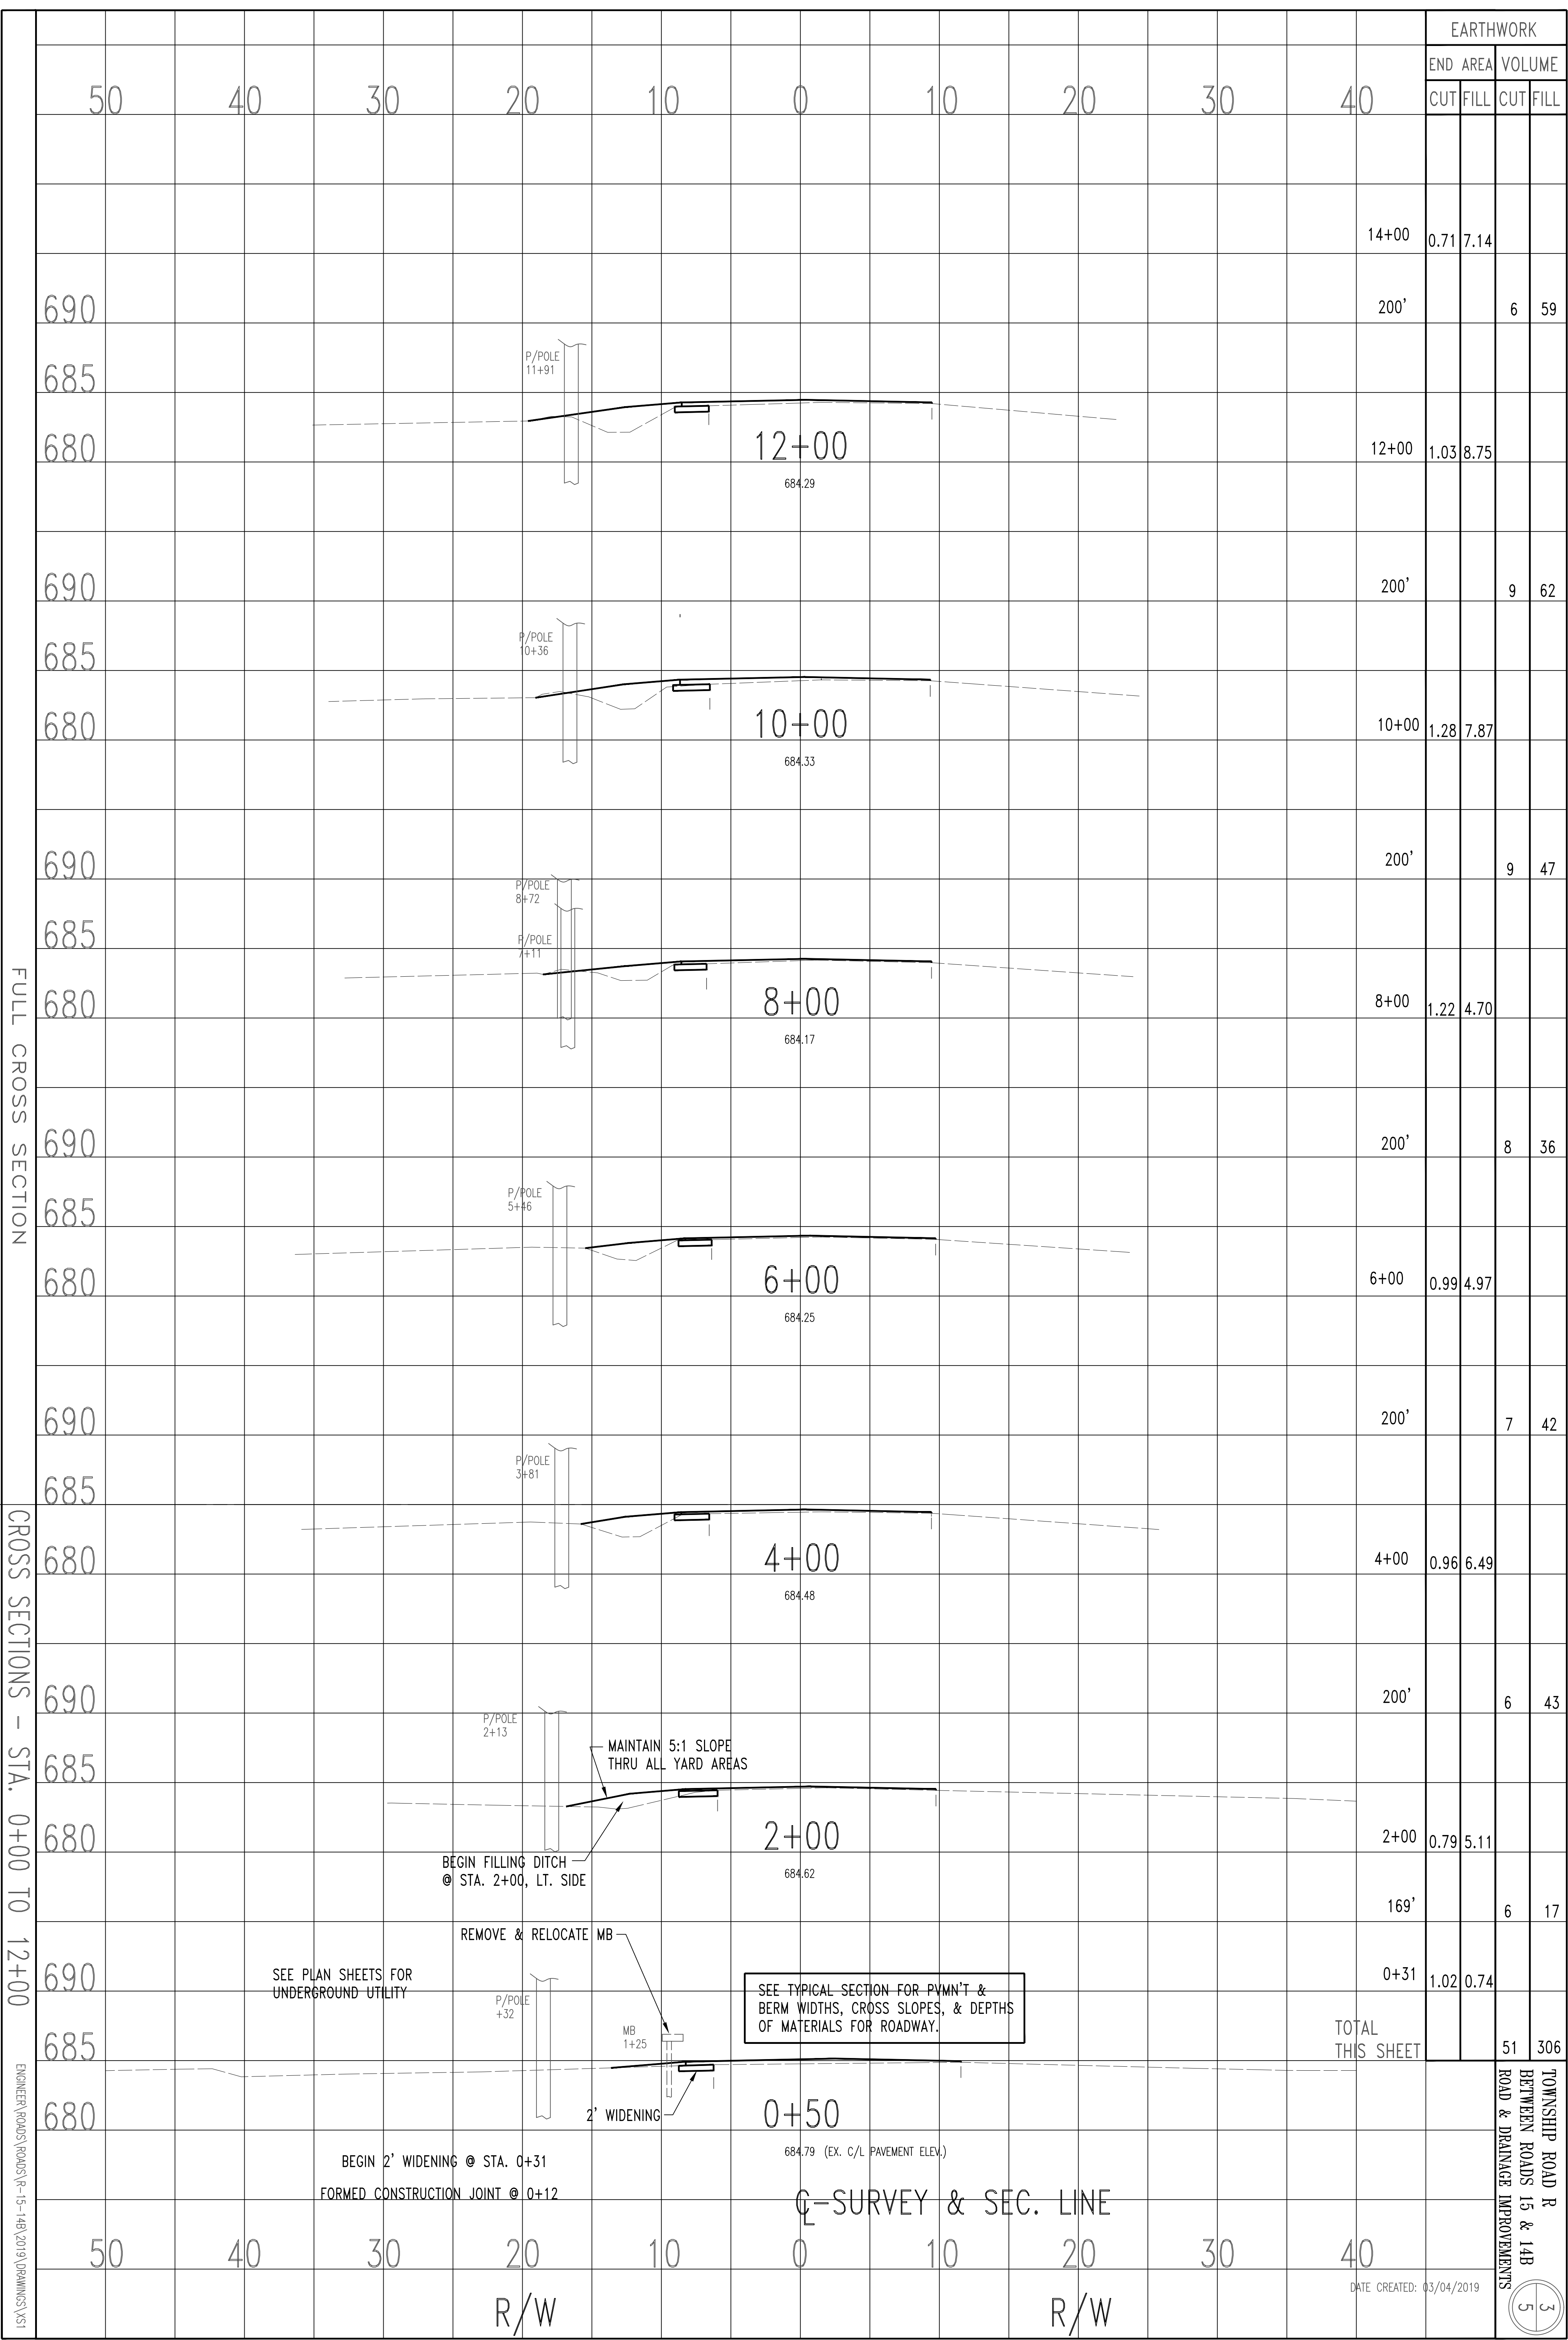 EARTHWORK
END AREA VOLUME
CUT FILL CUT FILL
50 40 30 20 10 0 10 20 30 40
14+00 0.71 7.14
690 200' 6 59
P/POLE
11+91
685
680 12+00 12+00 1.03 8.75
684.29
690 200' 9 62
P/POLE
10+36
685
680 10+00 10+00 1.28 7.87
684.33
690 200' 9 47
P/POLE
8+72
685
P/POLE
7+11
680 8+00 8+00 1.22 4.70
684.17
690 200' 8 36
P/POLE
5+46
685
680 6+00 6+00 0.99 4.97
684.25
690 200' 7 42
P/POLE
3+81
685
680 4+00 4+00 0.96 6.49
684.48
690 200' 6 43
P/POLE
2+13
MAINTAIN 5:1 SLOPE
THRU ALL YARD AREAS
685
680 2+00 2+00 0.79 5.11
BEGIN FILLING DITCH
@ STA. 2+00, LT. SIDE
684.62
169' 6 17
REMOVE & RELOCATE MB
SEE PLAN SHEETS FOR
UNDERGROUND UTILITY
690 0+31 1.02 0.74
P/POLE
+32
SEE TYPICAL SECTION FOR PVMN'T &
BERM WIDTHS, CROSS SLOPES, & DEPTHS
OF MATERIALS FOR ROADWAY.
MB
1+25
685
TOTAL
THIS SHEET 51 306
2' WIDENING
680 0+50
684.79 (EX. C/L PAVEMENT ELEV.)
BEGIN 2' WIDENING @ STA. 0+31
FORMED CONSTRUCTION JOINT @ 0+12
℄-SURVEY & SEC. LINE
50 40 30 20 10 0 10 20 30 40
DATE CREATED: 03/04/2019
R/W R/W
FULL CROSS SECTION
CROSS SECTIONS - STA. 0+00 TO 12+00
ENGINEER\ROADS\ROADS\R-15-14B\2019\DRAWINGS\XS1
TOWNSHIP ROAD R
BETWEEN ROADS 15 & 14B
ROAD & DRAINAGE IMPROVEMENTS
3
5